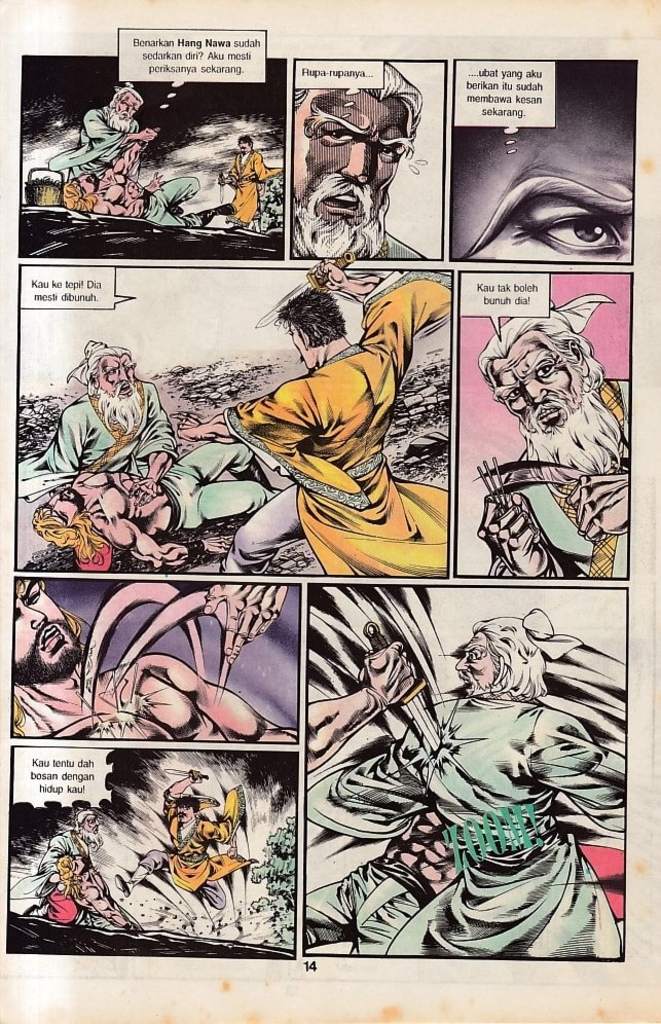 Benarkan Hang Nawa sudah
sedarkan diri? Aku mesti
periksanya sekarang.
Rupa-rupanya...
....ubat yang aku
berikan itu sudah
membawa kesan
sekarang.
Kau ke tepi! Dia
mesti dibunuh.
Kau tak boleh
bunuh dia!
Kau tentu dah
bosan dengan
hidup kau!
ZOOM!
14